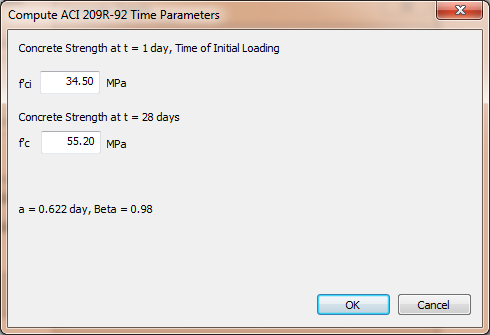 Compute ACI 209R-92 Time Parameters
Concrete Strength at t = 1 day, Time of Initial Loading
f'ci 34.50 MPa
Concrete Strength at t = 28 days
f'c 55.20 MPa
a = 0.622 day, Beta = 0.98
OK Cancel